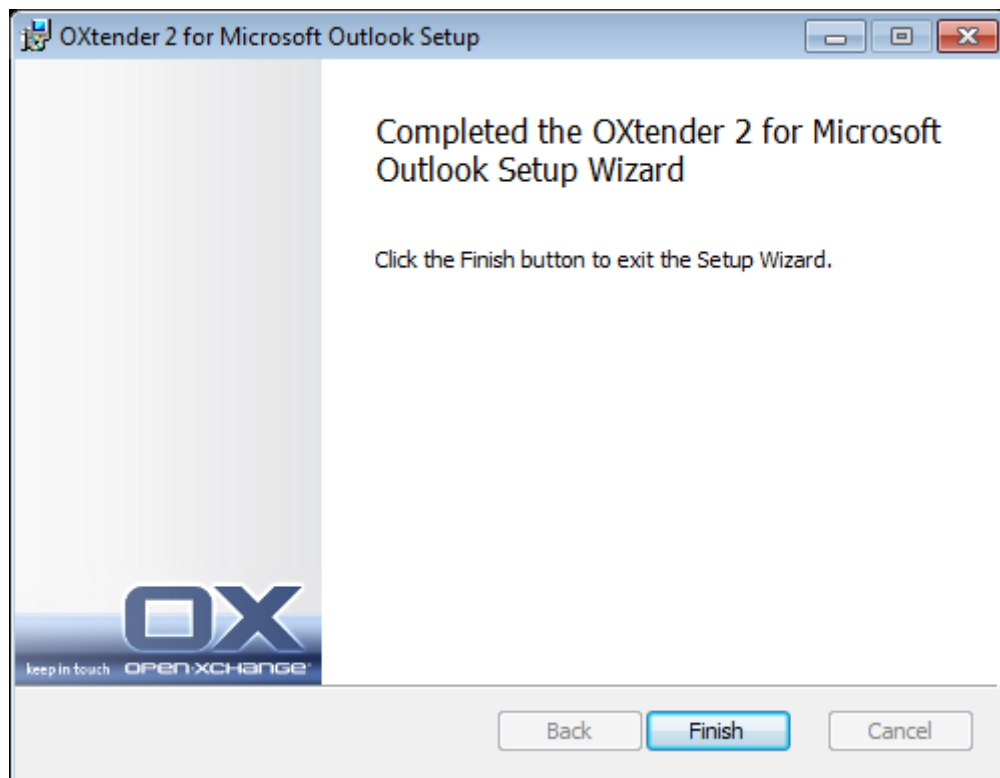 OXtender 2 for Microsoft Outlook Setup
Completed the OXtender 2 for Microsoft
Outlook Setup Wizard
Click the Finish button to exit the Setup Wizard.
OX
keep in touch OPEN-XCHANGE
Back Finish Cancel